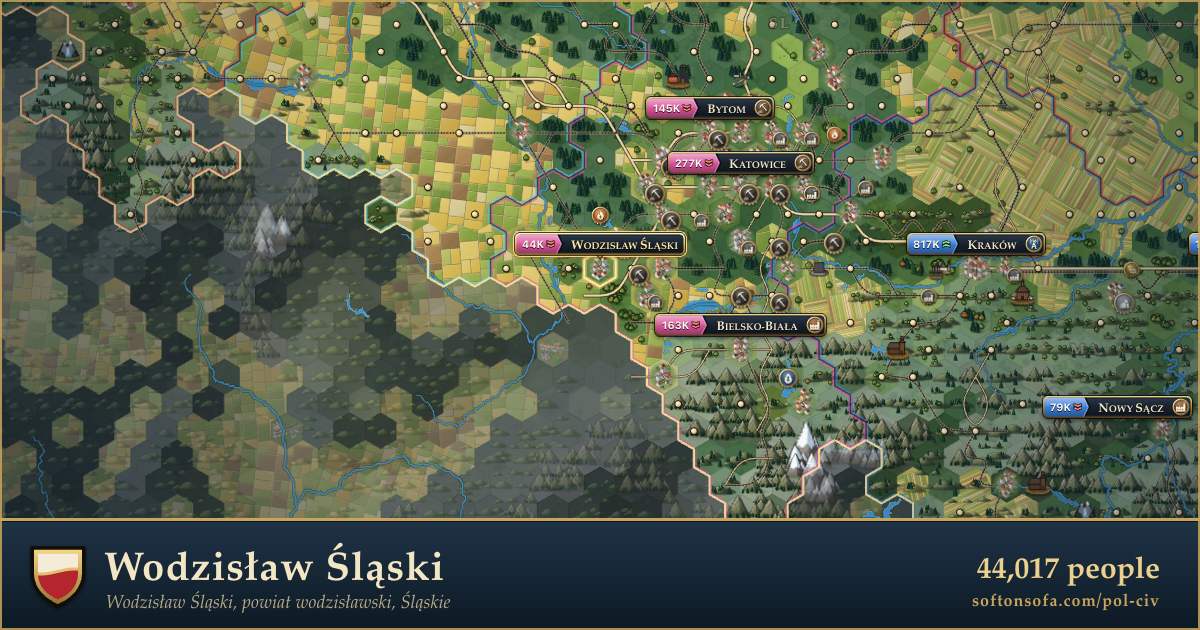 145K BYTOM
277K KATOWICE
44K WODZISŁAW ŚLĄSKI
817K KRAKÓW
163K BIELSKO-BIAŁA
79K NOWY SĄCZ
Wodzisław Śląski
Wodzisław Śląski, powiat wodzisławski, Śląskie
44,017 people
softonsofa.com/pol-civ